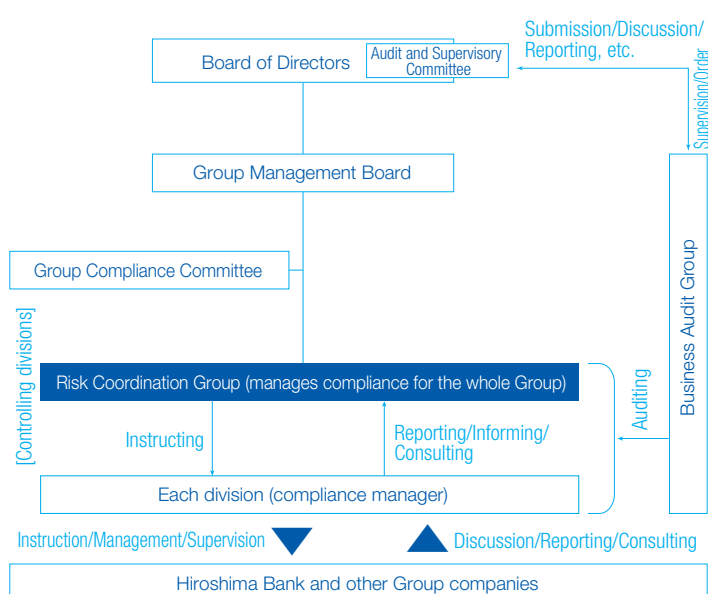 Submission/Discussion/
Reporting, etc.
Board of Directors
Audit and Supervisory
Committee
Supervision/Order
Group Management Board
Group Compliance Committee
Business Audit Group
[Controlling divisions]
Risk Coordination Group (manages compliance for the whole Group)
Auditing
Instructing
Reporting/Informing/
Consulting
Each division (compliance manager)
Instruction/Management/Supervision
Discussion/Reporting/Consulting
Hiroshima Bank and other Group companies